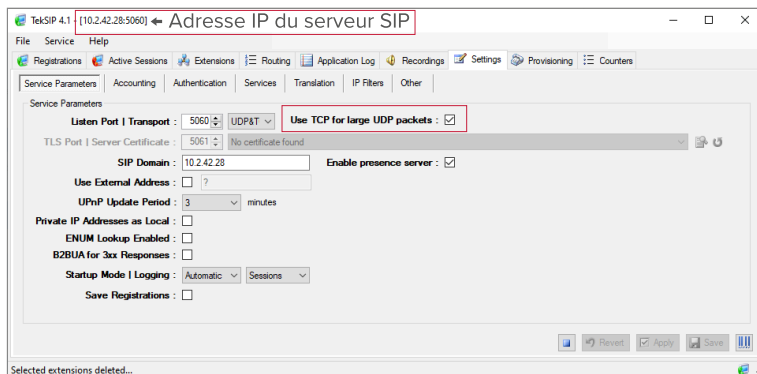 TekSIP 4.1 - [10.2.42.28:5060] ← Adresse IP du serveur SIP
File Service Help
Registrations Active Sessions Extensions Routing Application Log Recordings Settings Provisioning Counters
Service Parameters Accounting Authentication Services Translation IP Filters Other
Service Parameters
Listen Port | Transport : 5060 UDP&T Use TCP for large UDP packets :
TLS Port | Server Certificate : 5061 No certificate found
SIP Domain : 10.2.42.28 Enable presence server :
Use External Address : ?
UPnP Update Period : 3 minutes
Private IP Addresses as Local :
ENUM Lookup Enabled :
B2BUA for 3xx Responses :
Startup Mode | Logging : Automatic Sessions
Save Registrations :
Revert Apply Save
Selected extensions deleted...